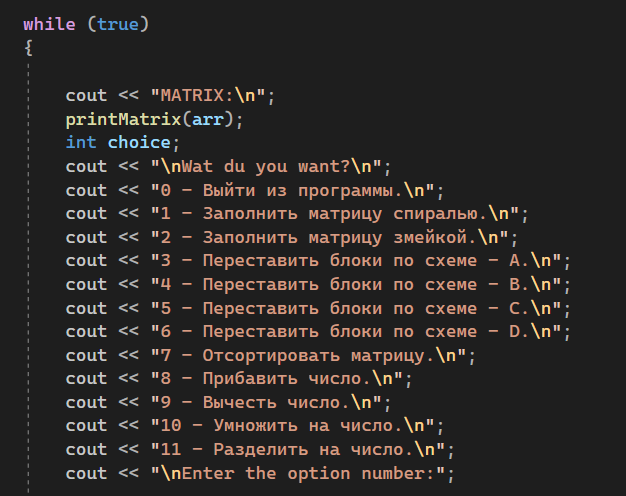 while (true)
{
cout << "MATRIX:\n";
printMatrix(arr);
int choice;
cout << "\nWat du you want?\n";
cout << "0 - Выйти из программы.\n";
cout << "1 - Заполнить матрицу спиралью.\n";
cout << "2 - Заполнить матрицу змейкой.\n";
cout << "3 - Переставить блоки по схеме - A.\n";
cout << "4 - Переставить блоки по схеме - B.\n";
cout << "5 - Переставить блоки по схеме - C.\n";
cout << "6 - Переставить блоки по схеме - D.\n";
cout << "7 - Отсортировать матрицу.\n";
cout << "8 - Прибавить число.\n";
cout << "9 - Вычесть число.\n";
cout << "10 - Умножить на число.\n";
cout << "11 - Разделить на число.\n";
cout << "\nEnter the option number:";